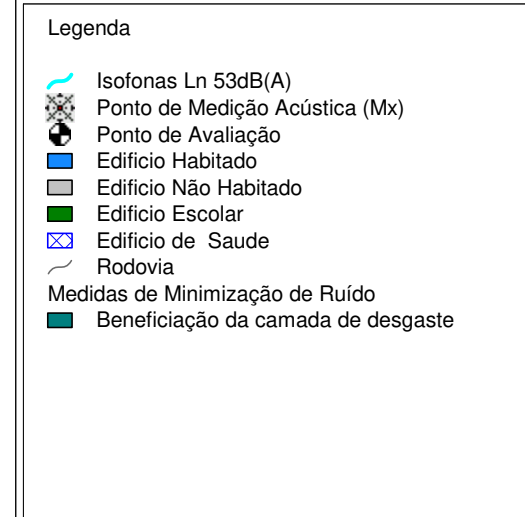 Legenda
Isofonas Ln 53dB(A)
Ponto de Medição Acústica (Mx)
Ponto de Avaliação
Edificio Habitado
Edificio Não Habitado
Edificio Escolar
Edificio de Saude
Rodovia
Medidas de Minimização de Ruído
Beneficiação da camada de desgaste